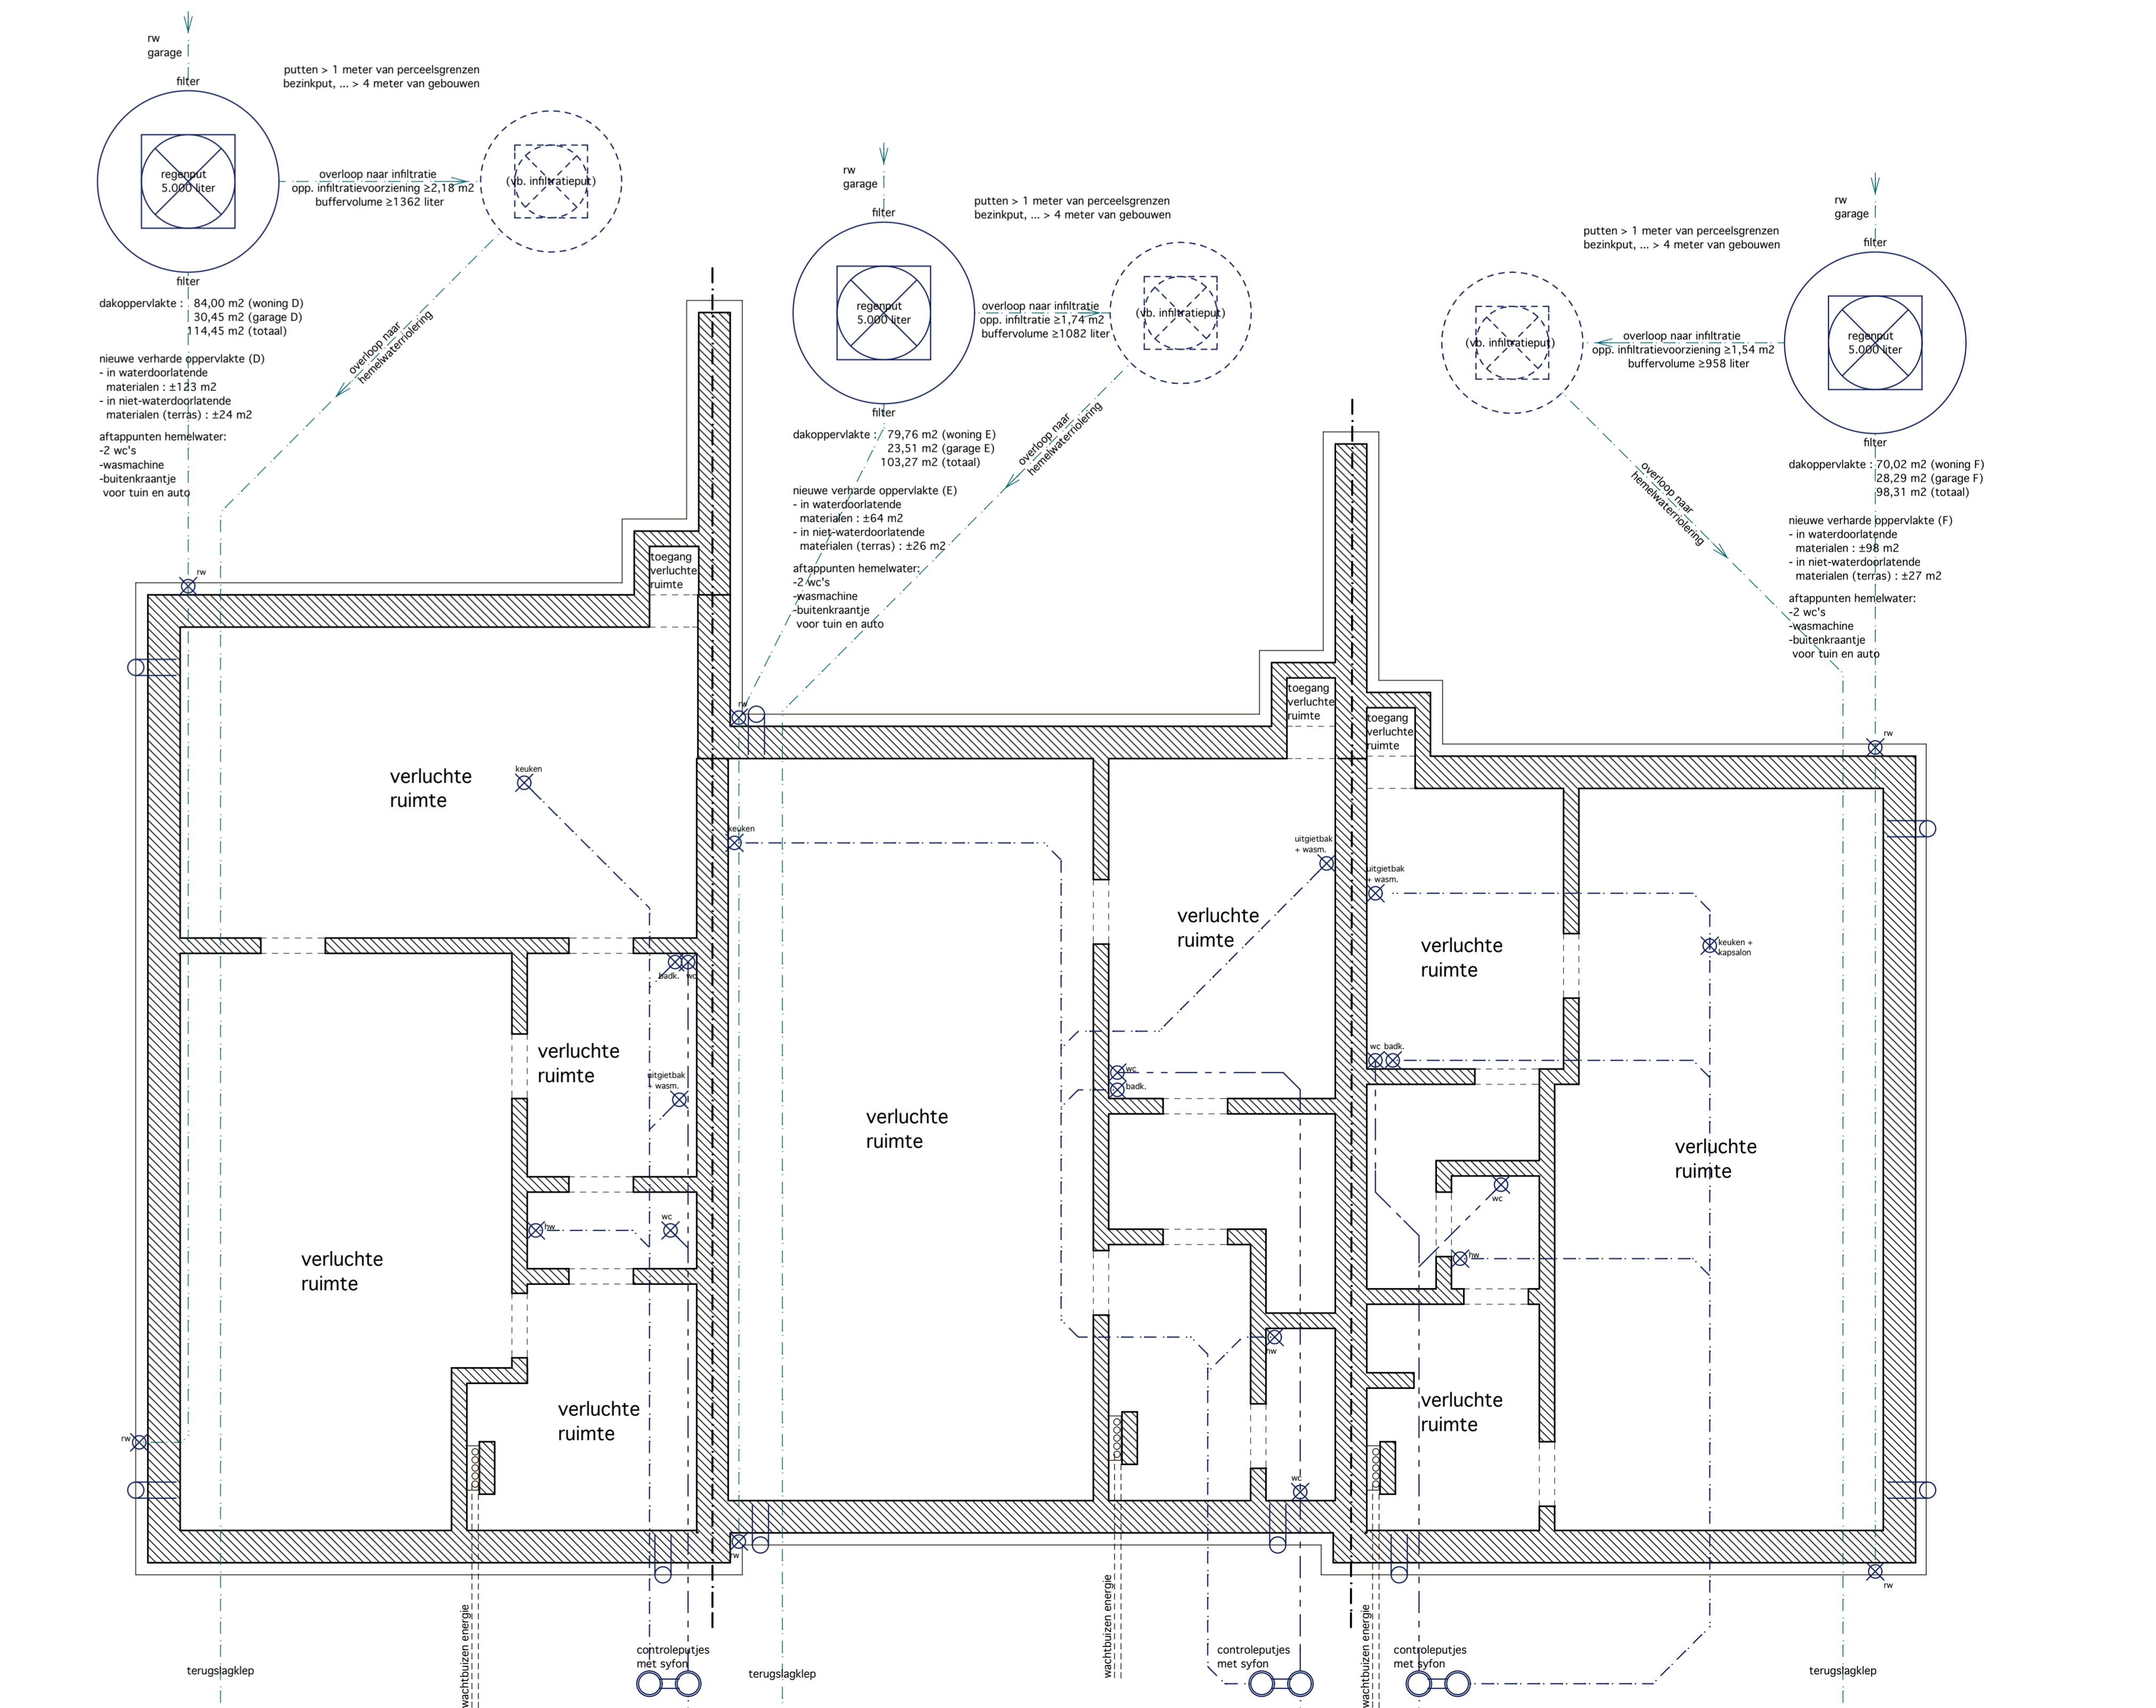 rw
garage
filter
putten > 1 meter van perceelsgrenzen
bezinkput, ... > 4 meter van gebouwen
regenput
5.000 liter
overloop naar infiltratie
opp. infiltratievoorziening ≥2,18 m2
buffervolume ≥1362 liter
(vb. infiltratieput)
filter
dakoppervlakte : 84,00 m2 (woning D)
30,45 m2 (garage D)
114,45 m2 (totaal)
overloop naar
hemelwaterriolering
nieuwe verharde oppervlakte (D)
- in waterdoorlatende
materialen : ±123 m2
- in niet-waterdoorlatende
materialen (terras) : ±24 m2
aftappunten hemelwater:
-2 wc's
-wasmachine
-buitenkraantje
voor tuin en auto
rw
garage
filter
putten > 1 meter van perceelsgrenzen
bezinkput, ... > 4 meter van gebouwen
regenput
5.000 liter
overloop naar infiltratie
opp. infiltratie ≥1,74 m2
buffervolume ≥1082 liter
(vb. infiltratieput)
filter
dakoppervlakte : 79,76 m2 (woning E)
23,51 m2 (garage E)
103,27 m2 (totaal)
overloop naar
hemelwaterriolering
nieuwe verharde oppervlakte (E)
- in waterdoorlatende
materialen : ±64 m2
- in niet-waterdoorlatende
materialen (terras) : ±26 m2
aftappunten hemelwater:
-2 wc's
-wasmachine
-buitenkraantje
voor tuin en auto
rw
garage
filter
putten > 1 meter van perceelsgrenzen
bezinkput, ... > 4 meter van gebouwen
(vb. infiltratieput)
overloop naar infiltratie
opp. infiltratievoorziening ≥1,54 m2
buffervolume ≥958 liter
regenput
5.000 liter
filter
dakoppervlakte : 70,02 m2 (woning F)
28,29 m2 (garage F)
98,31 m2 (totaal)
overloop naar
hemelwaterriolering
nieuwe verharde oppervlakte (F)
- in waterdoorlatende
materialen : ±98 m2
- in niet-waterdoorlatende
materialen (terras) : ±27 m2
aftappunten hemelwater:
-2 wc's
-wasmachine
-buitenkraantje
voor tuin en auto
rw
toegang
verluchte
ruimte
rw
toegang
verluchte
ruimte
toegang
verluchte
ruimte
rw
verluchte
ruimte
keuken
keuken
uitgietbak
+ wasm.
uitgietbak
+ wasm.
verluchte
ruimte
verluchte
ruimte
keuken +
kapsalon
badk. wc
verluchte
ruimte
uitgietbak
+ wasm.
wc
badk.
wc badk.
verluchte
ruimte
verluchte
ruimte
wc
hw
wc
hw
verluchte
ruimte
hw
verluchte
ruimte
verluchte
ruimte
rw
wc
rw
rw
wachtbuizen energie
wachtbuizen energie
wachtbuizen energie
terugslagklep
controleputjes
met syfon
terugslagklep
controleputjes
met syfon
controleputjes
met syfon
terugslagklep